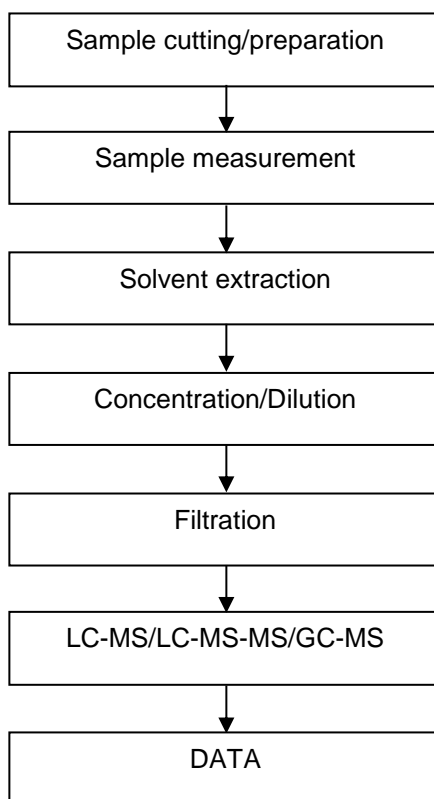 Sample cutting/preparation
Sample measurement
Solvent extraction
Concentration/Dilution
Filtration
LC-MS/LC-MS-MS/GC-MS
DATA